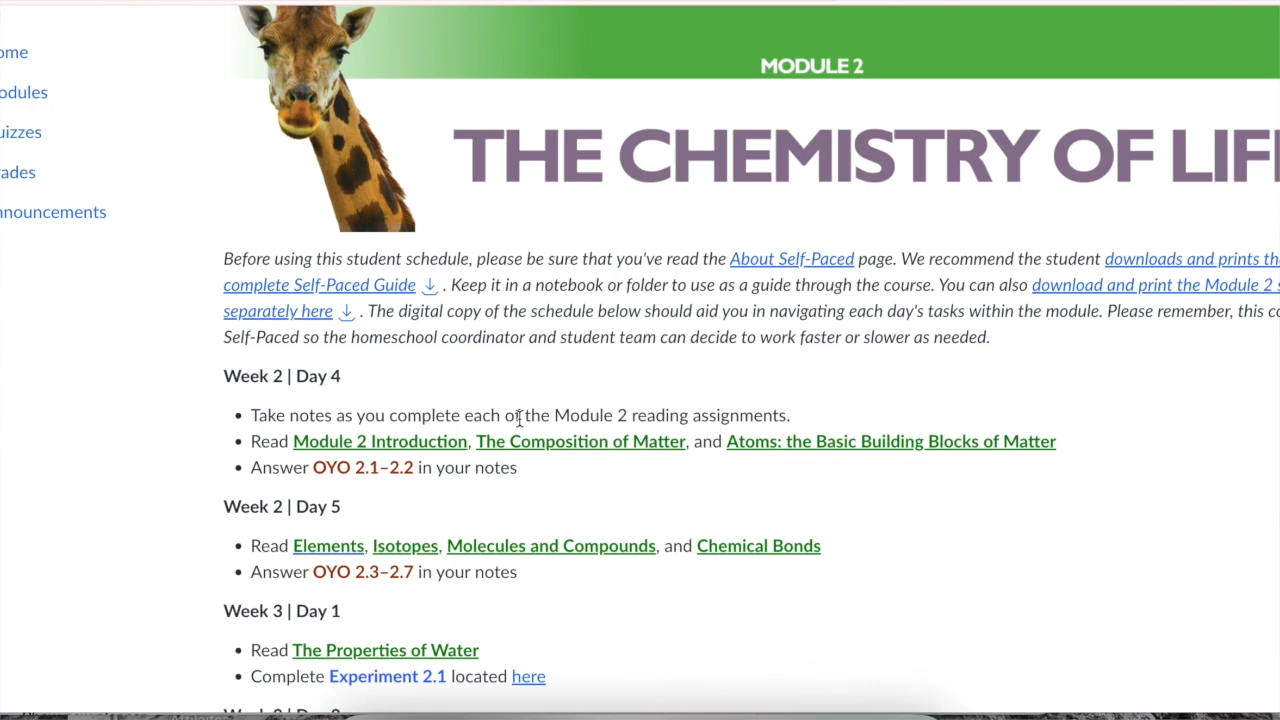 ome
odules
uizzes
ades
nnouncements
MODULE 2
THE CHEMISTRY OF LIF
Before using this student schedule, please be sure that you've read the About Self-Paced page. We recommend the student downloads and prints the
complete Self-Paced Guide . Keep it in a notebook or folder to use as a guide through the course. You can also download and print the Module 2 s
separately here . The digital copy of the schedule below should aid you in navigating each day's tasks within the module. Please remember, this co
Self-Paced so the homeschool coordinator and student team can decide to work faster or slower as needed.
Week 2 | Day 4
• Take notes as you complete each of the Module 2 reading assignments.
• Read Module 2 Introduction, The Composition of Matter, and Atoms: the Basic Building Blocks of Matter
• Answer OYO 2.1–2.2 in your notes
Week 2 | Day 5
• Read Elements, Isotopes, Molecules and Compounds, and Chemical Bonds
• Answer OYO 2.3–2.7 in your notes
Week 3 | Day 1
• Read The Properties of Water
• Complete Experiment 2.1 located here